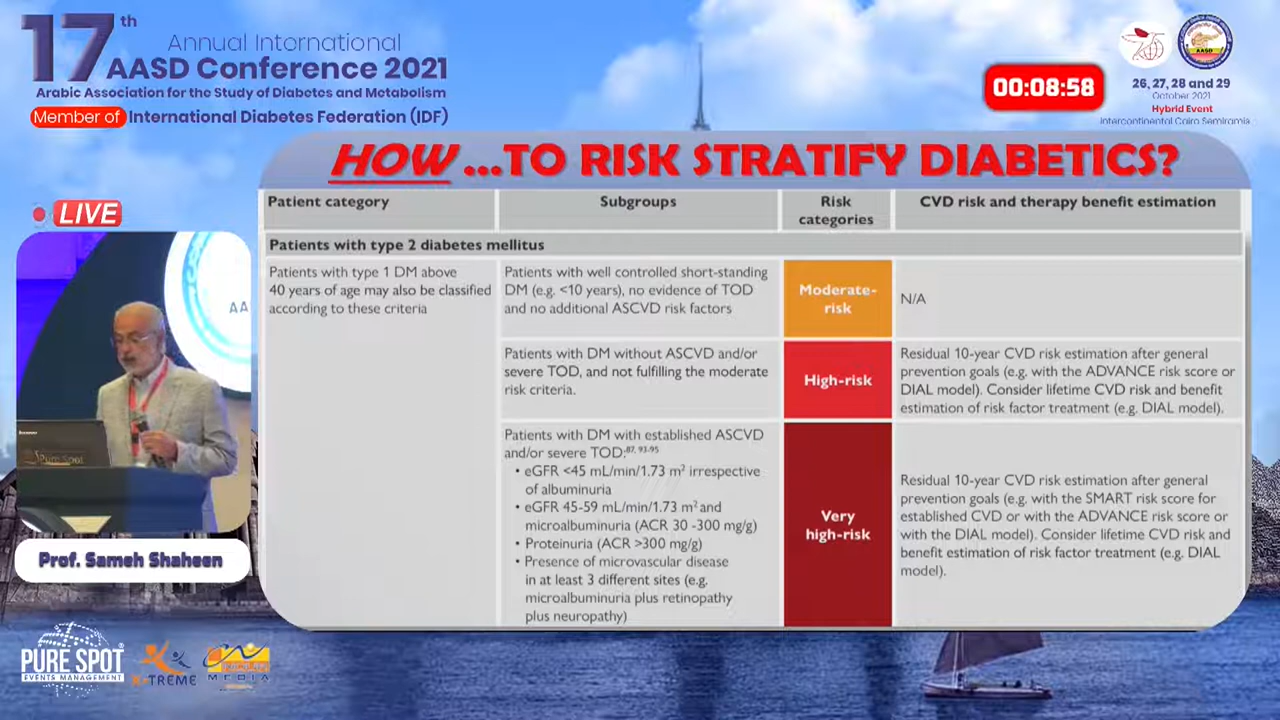 17th
Annual International
AASD Conference 2021
Arabic Association for the Study of Diabetes and Metabolism
Member of International Diabetes Federation (IDF)
00:08:58
AASD
26, 27, 28 and 29
October 2021
Hybrid Event
Intercontinental Cairo Semiramis
HOW ...TO RISK STRATIFY DIABETICS?
LIVE
Patient category
Subgroups
Risk
categories
CVD risk and therapy benefit estimation
Patients with type 2 diabetes mellitus
Patients with type 1 DM above
40 years of age may also be classified
according to these criteria
Patients with well controlled short-standing
DM (e.g. <10 years), no evidence of TOD
and no additional ASCVD risk factors
Moderate-
risk
N/A
Patients with DM without ASCVD and/or
severe TOD, and not fulfilling the moderate
risk criteria.
High-risk
Residual 10-year CVD risk estimation after general
prevention goals (e.g. with the ADVANCE risk score or
DIAL model). Consider lifetime CVD risk and benefit
estimation of risk factor treatment (e.g. DIAL model).
Patients with DM with established ASCVD
and/or severe TOD:87, 93-95
• eGFR <45 mL/min/1.73 m² irrespective
of albuminuria
• eGFR 45-59 mL/min/1.73 m² and
microalbuminuria (ACR 30 -300 mg/g)
• Proteinuria (ACR >300 mg/g)
• Presence of microvascular disease
in at least 3 different sites (e.g.
microalbuminuria plus retinopathy
plus neuropathy)
Very
high-risk
Residual 10-year CVD risk estimation after general
prevention goals (e.g. with the SMART risk score for
established CVD or with the ADVANCE risk score or
with the DIAL model). Consider lifetime CVD risk and
benefit estimation of risk factor treatment (e.g. DIAL
model).
AA
Pure Spot
Prof. Sameh Shaheen
PURE SPOT
EVENTS MANAGEMENT
X-TREME
MEDIA